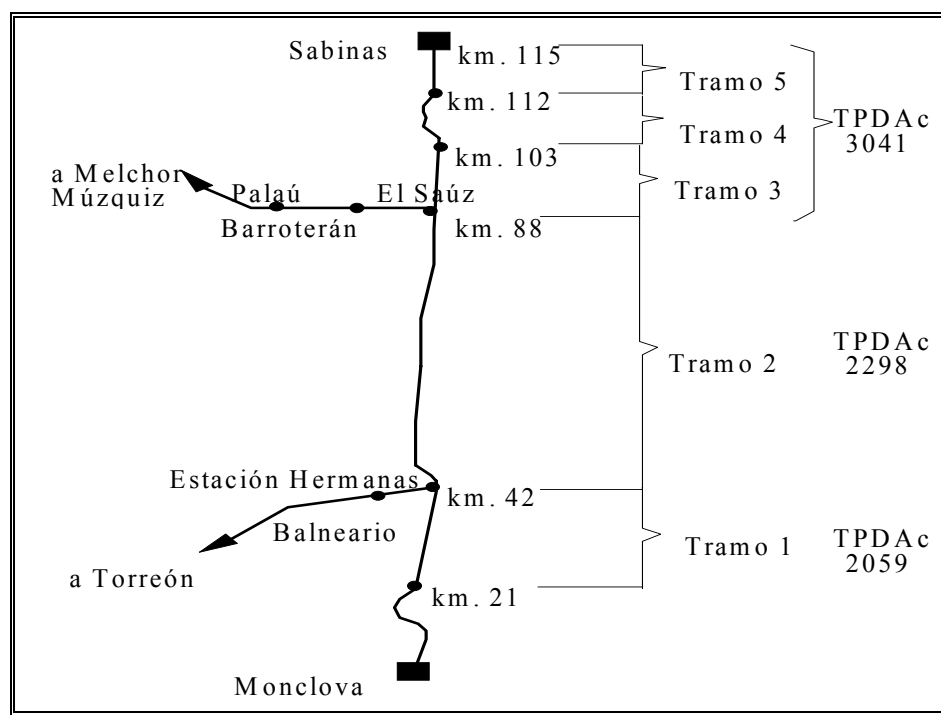 Sabinas
km. 115
Tramo 5
km. 112
TPDAc
3041
Tramo 4
km. 103
a Melchor
Múzquiz
Palaú
El Saúz
Tramo 3
Barroterán
km. 88
Tramo 2
TPDAc
2298
Estación Hermanas
km. 42
Balneario
Tramo 1
TPDAc
2059
a Torreón
km. 21
Monclova